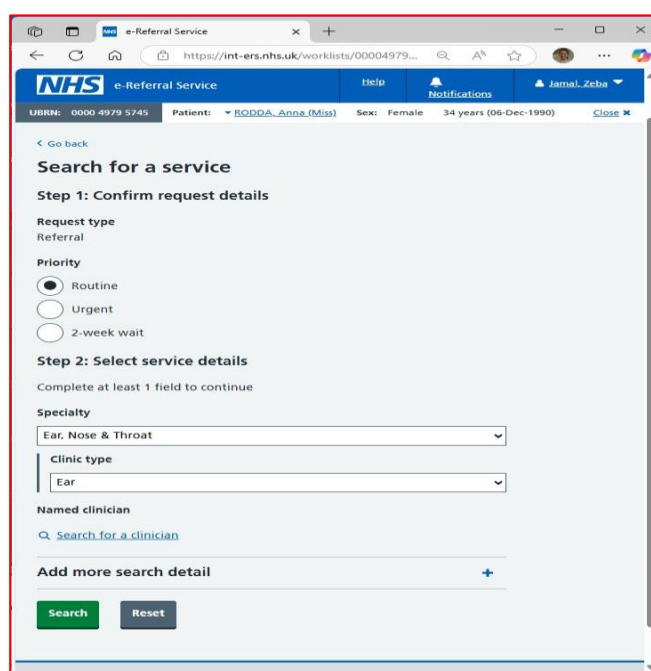 e-Referral Service
https://int-ers.nhs.uk/worklists/00004979...
NHS e-Referral Service Help Notifications Jamal, Zeba
UBRN: 0000 4979 5745 Patient: RODDA, Anna (Miss) Sex: Female 34 years (06-Dec-1990) Close
Go back
Search for a service
Step 1: Confirm request details
Request type
Referral
Priority
Routine
Urgent
2-week wait
Step 2: Select service details
Complete at least 1 field to continue
Specialty
Ear, Nose & Throat
Clinic type
Ear
Named clinician
Search for a clinician
Add more search detail
Search Reset